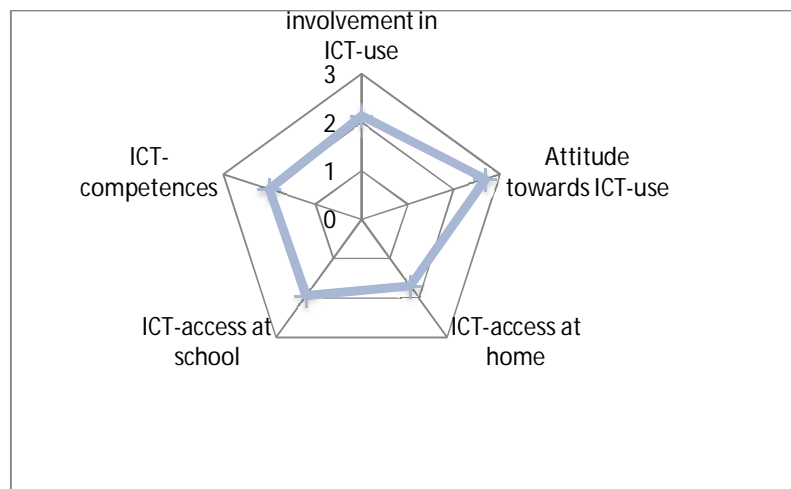 involvement in
ICT-use
3
2
1
0
Attitude
towards ICT-use
ICT-access at
home
ICT-access at
school
ICT-
competences